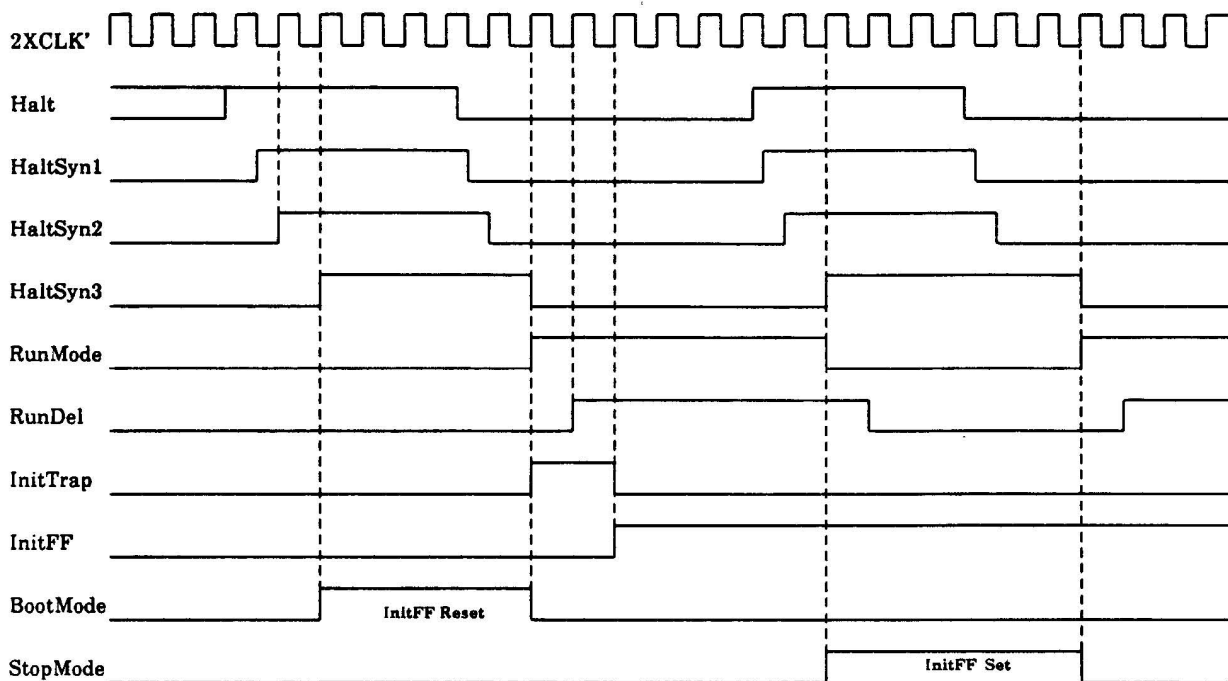 2XCLK'
Halt
HaltSyn1
HaltSyn2
HaltSyn3
RunMode
RunDel
InitTrap
InitFF
BootMode
InitFF Reset
StopMode
InitFF Set